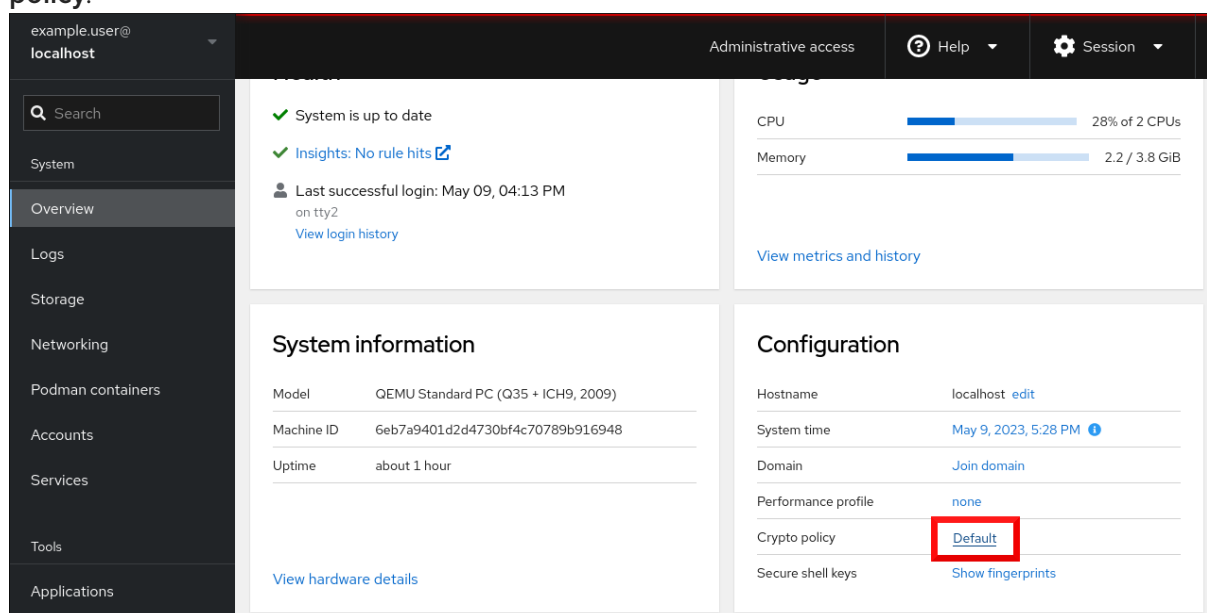 policy.
example.user@
localhost
Administrative access
Help
Session
Search
System
Overview
Logs
Storage
Networking
Podman containers
Accounts
Services
Tools
Applications
Health
System is up to date
Insights: No rule hits
Last successful login: May 09, 04:13 PM
on tty2
View login history
Usage
CPU 28% of 2 CPUs
Memory 2.2 / 3.8 GiB
View metrics and history
System information
Model QEMU Standard PC (Q35 + ICH9, 2009)
Machine ID 6eb7a9401d2d4730bf4c70789b916948
Uptime about 1 hour
View hardware details
Configuration
Hostname localhost edit
System time May 9, 2023, 5:28 PM
Domain Join domain
Performance profile none
Crypto policy Default
Secure shell keys Show fingerprints